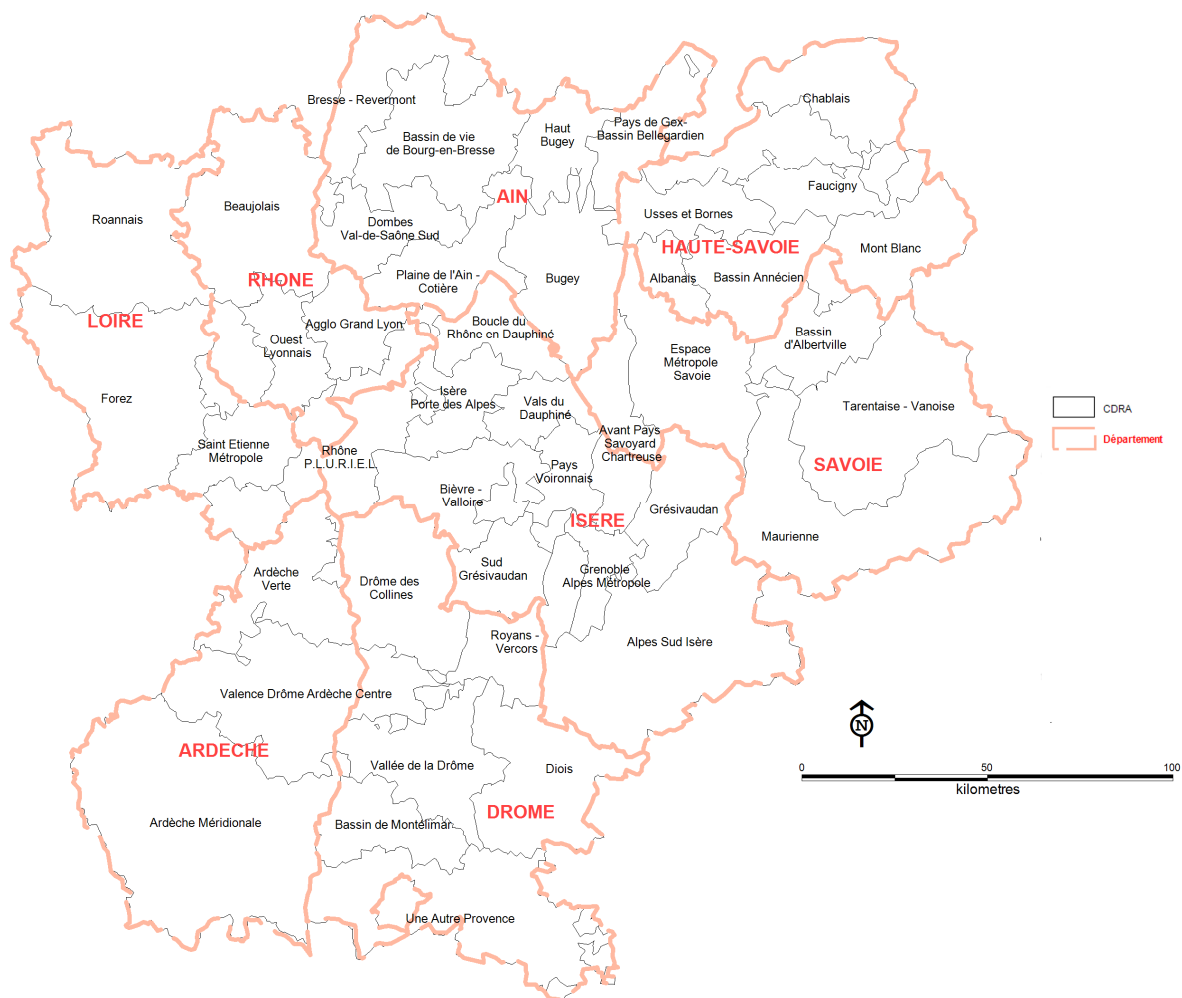 Chablais
Bresse - Revermont
Pays de Gex-
Bassin Bellegardien
Haut
Bugey
Bassin de vie
de Bourg-en-Bresse
Faucigny
AIN
Beaujolais
Roannais
Usses et Bornes
Dombes
Val-de-Saône Sud
HAUTE-SAVOIE
Mont Blanc
RHONE
Plaine de l'Ain -
Cotière
Bugey
Albanais
Bassin Annécien
LOIRE
Agglo Grand Lyon
Boucle du
Rhône en Dauphiné
Ouest
Lyonnais
Bassin
d'Albertville
Espace
Métropole
Savoie
Forez
Isère
Porte des Alpes
Vals du
Dauphiné
Tarentaise - Vanoise
CDRA
Département
Saint Etienne
Métropole
Rhône
P.L.U.R.I.E.L
Avant Pays
Savoyard
Chartreuse
SAVOIE
Pays
Voironnais
Bièvre -
Valloire
ISERE
Grésivaudan
Maurienne
Ardèche
Verte
Drôme des
Collines
Sud
Grésivaudan
Grenoble
Alpes Métropole
Royans -
Vercors
Alpes Sud Isère
Valence Drôme Ardèche Centre
N
ARDECHE
Vallée de la Drôme
Diois
0 50 100
kilometres
DROME
Ardèche Méridionale
Bassin de Montélimar
Une Autre Provence